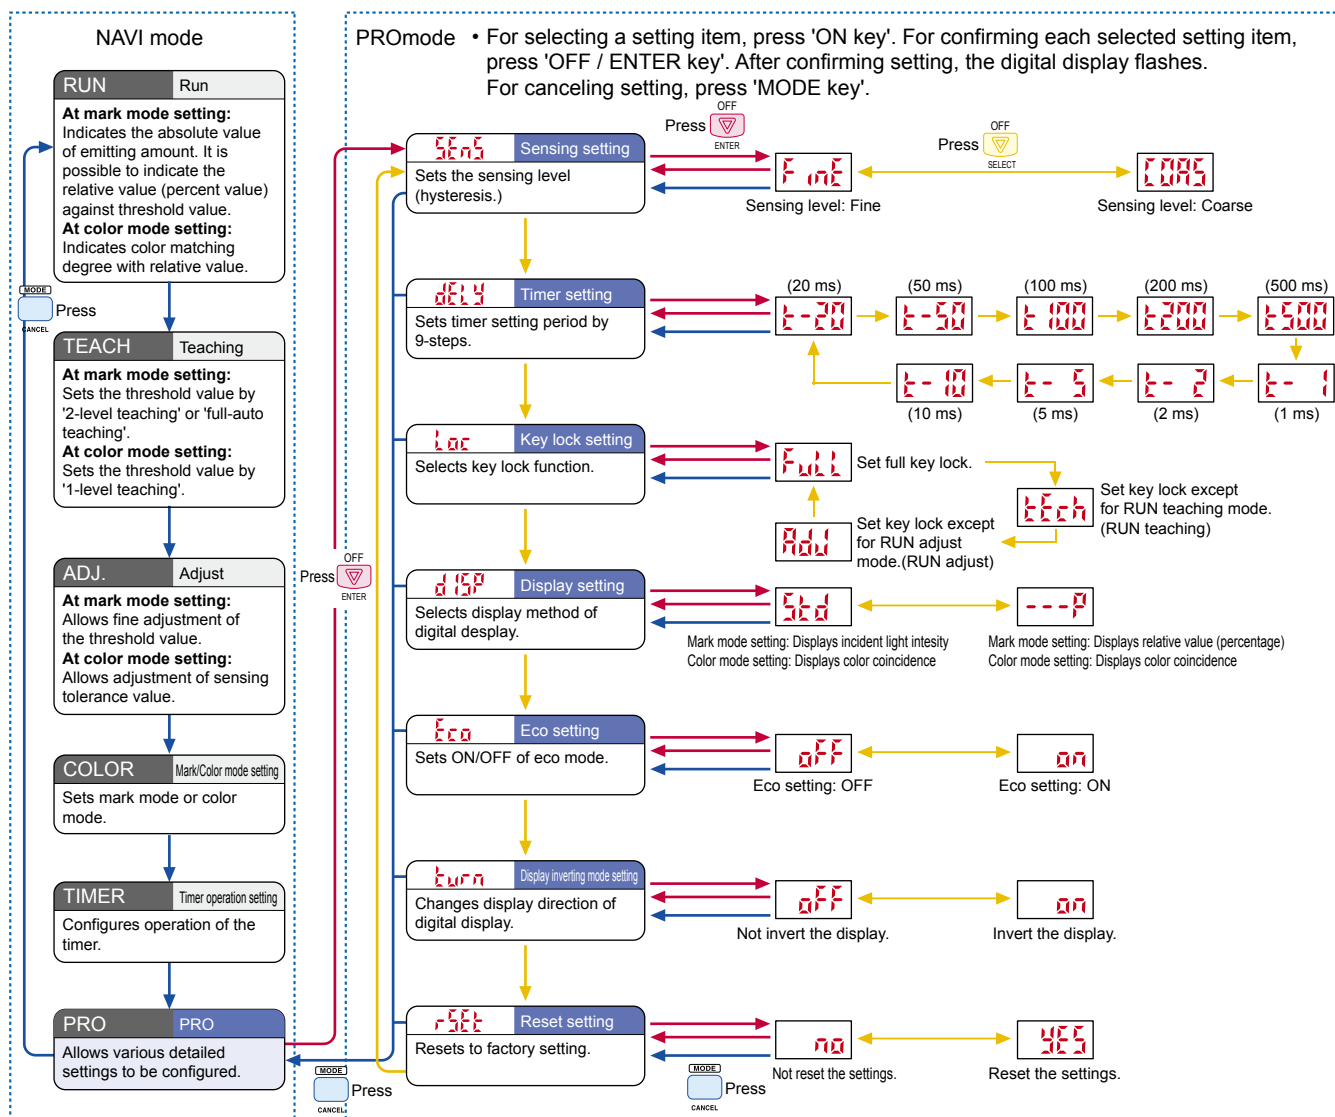 NAVI mode
RUN
Run
At mark mode setting:
Indicates the absolute value
of emitting amount. It is
possible to indicate the
relative value (percent value)
against threshold value.
At color mode setting:
Indicates color matching
degree with relative value.
MODE
Press
CANCEL
TEACH
Teaching
At mark mode setting:
Sets the threshold value by
'2-level teaching' or 'full-auto
teaching'.
At color mode setting:
Sets the threshold value by
'1-level teaching'.
ADJ.
Adjust
At mark mode setting:
Allows fine adjustment of
the threshold value.
At color mode setting:
Allows adjustment of sensing
tolerance value.
COLOR
Mark/Color mode setting
Sets mark mode or color
mode.
TIMER
Timer operation setting
Configures operation of the
timer.
PRO
PRO
Allows various detailed
settings to be configured.
MODE
Press
CANCEL
OFF
Press
ENTER
PROmode
• For selecting a setting item, press 'ON key'. For confirming each selected setting item,
press 'OFF / ENTER key'. After confirming setting, the digital display flashes.
For canceling setting, press 'MODE key'.
OFF
Press
ENTER
OFF
Press
SELECT
SEnS
Sensing setting
Sets the sensing level
(hysteresis.)
FinE
Sensing level: Fine
COAS
Sensing level: Coarse
dELY
Timer setting
Sets timer setting period by
9-steps.
(20 ms)
(50 ms)
(100 ms)
(200 ms)
(500 ms)
t-20
t-50
t100
t200
t500
t- 10
t- 5
t- 2
t- 1
(10 ms)
(5 ms)
(2 ms)
(1 ms)
Loc
Key lock setting
Selects key lock function.
FuLL
Set full key lock.
tEch
Set key lock except
for RUN teaching mode.
(RUN teaching)
AdJ
Set key lock except
for RUN adjust
mode.(RUN adjust)
diSP
Display setting
Selects display method of
digital desplay.
Std
---P
Mark mode setting: Displays incident light intesity
Color mode setting: Displays color coincidence
Mark mode setting: Displays relative value (percentage)
Color mode setting: Displays color coincidence
Eco
Eco setting
Sets ON/OFF of eco mode.
oFF
Eco setting: OFF
on
Eco setting: ON
turn
Display inverting mode setting
Changes display direction of
digital display.
oFF
Not invert the display.
on
Invert the display.
rSEt
Reset setting
Resets to factory setting.
no
Not reset the settings.
YES
Reset the settings.
MODE
Press
CANCEL